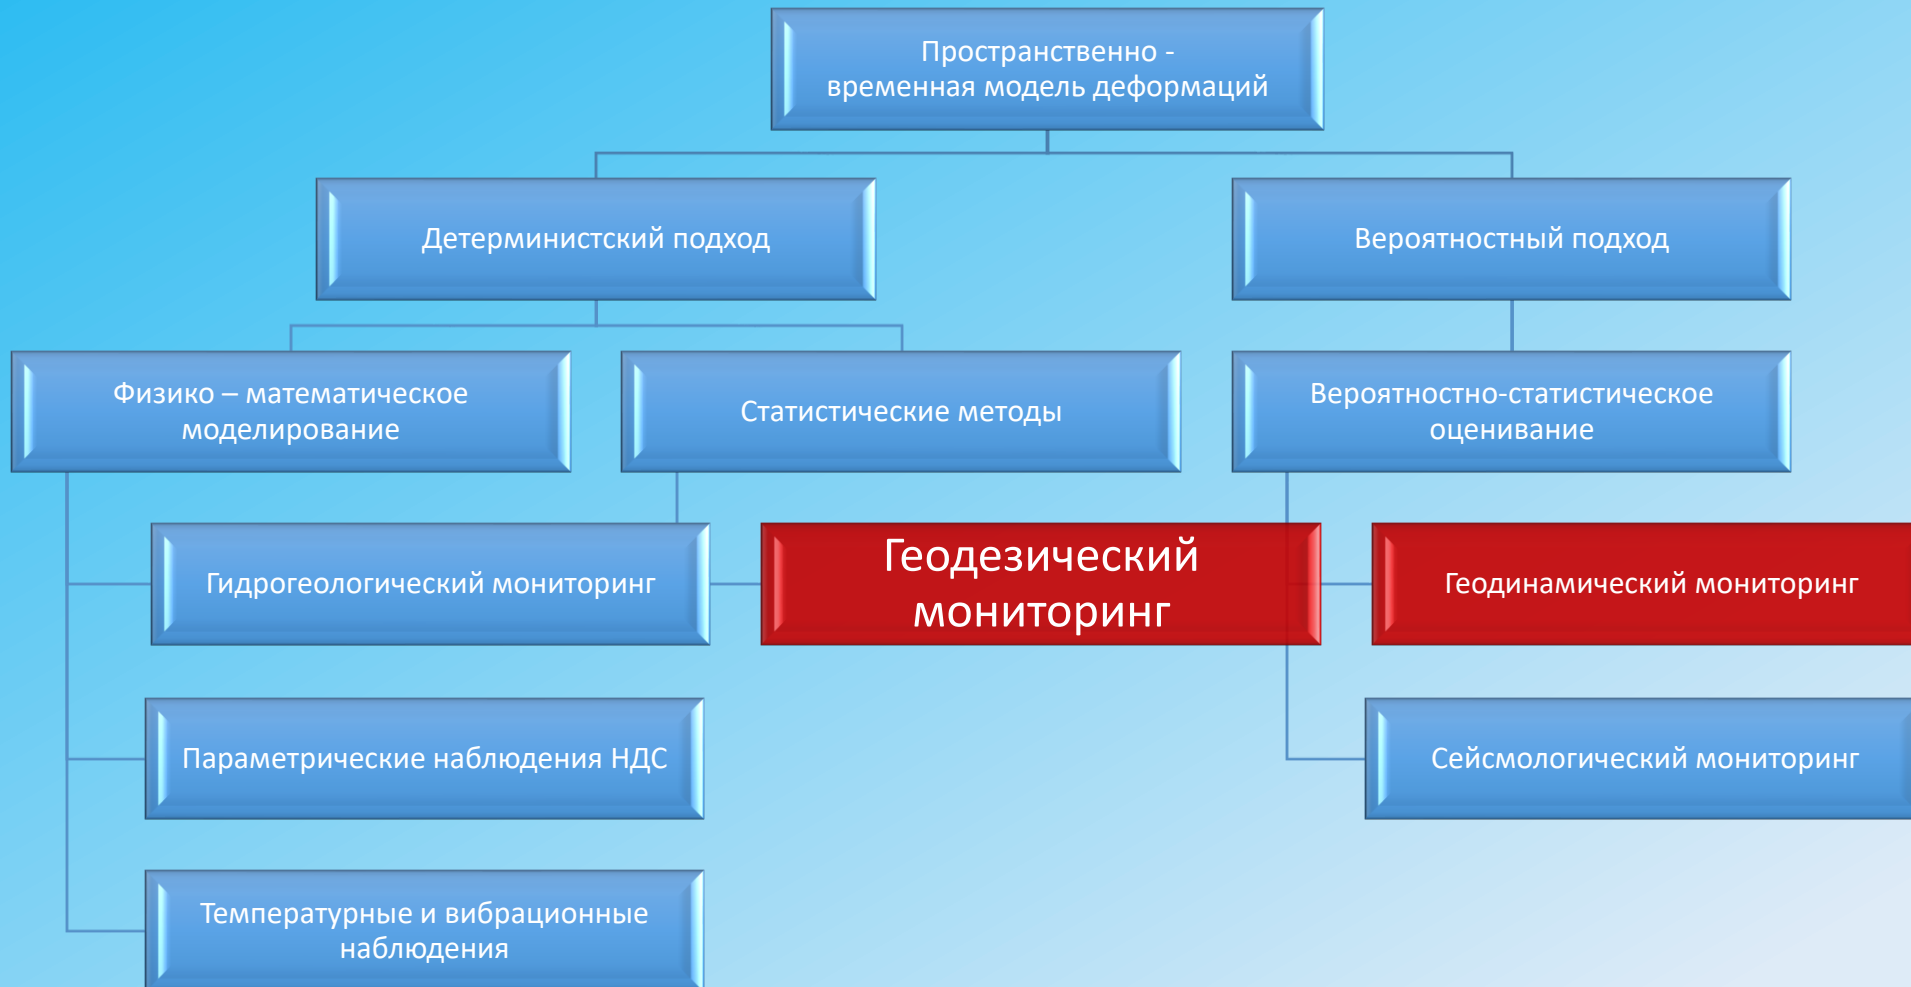 Пространственно -
временная модель деформаций
Детерминистский подход
Вероятностный подход
Физико – математическое
моделирование
Статистические методы
Вероятностно-статистическое
оценивание
Гидрогеологический мониторинг
Геодезический
мониторинг
Геодинамический мониторинг
Параметрические наблюдения НДС
Сейсмологический мониторинг
Температурные и вибрационные
наблюдения